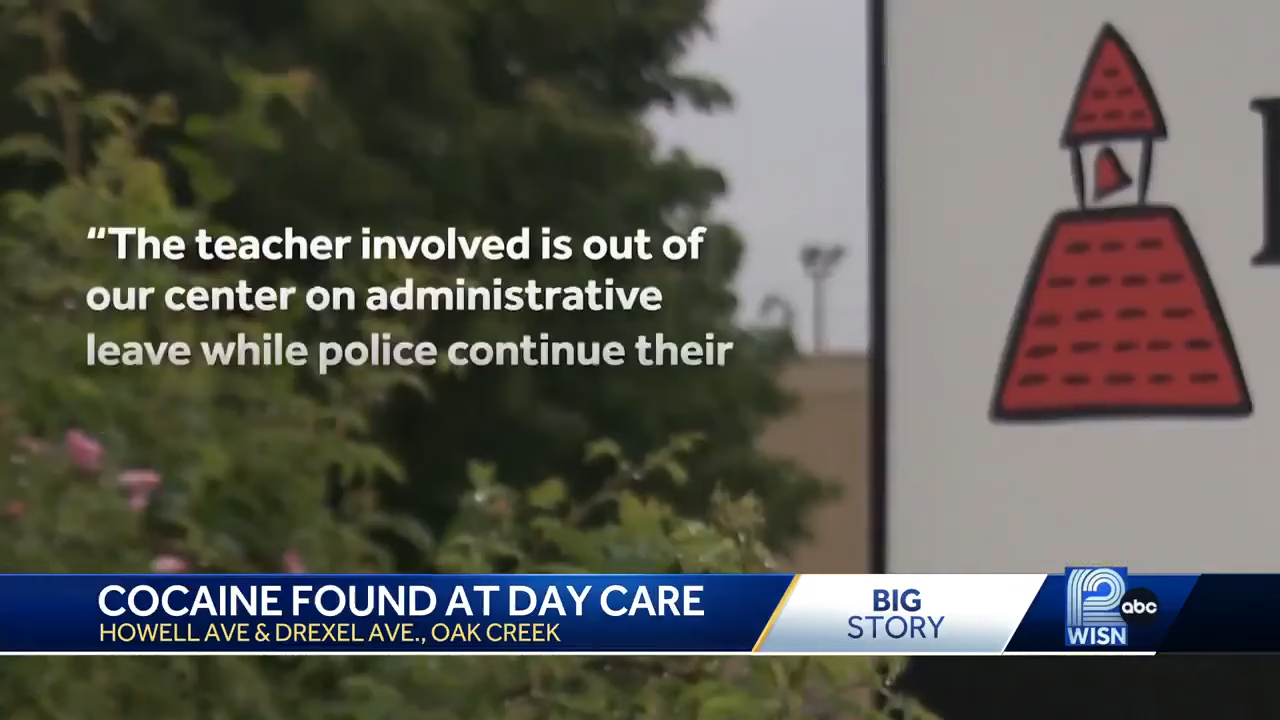 “The teacher involved is out of
our center on administrative
leave while police continue their
COCAINE FOUND AT DAY CARE
HOWELL AVE & DREXEL AVE., OAK CREEK
BIG
STORY
12
WISN
abc